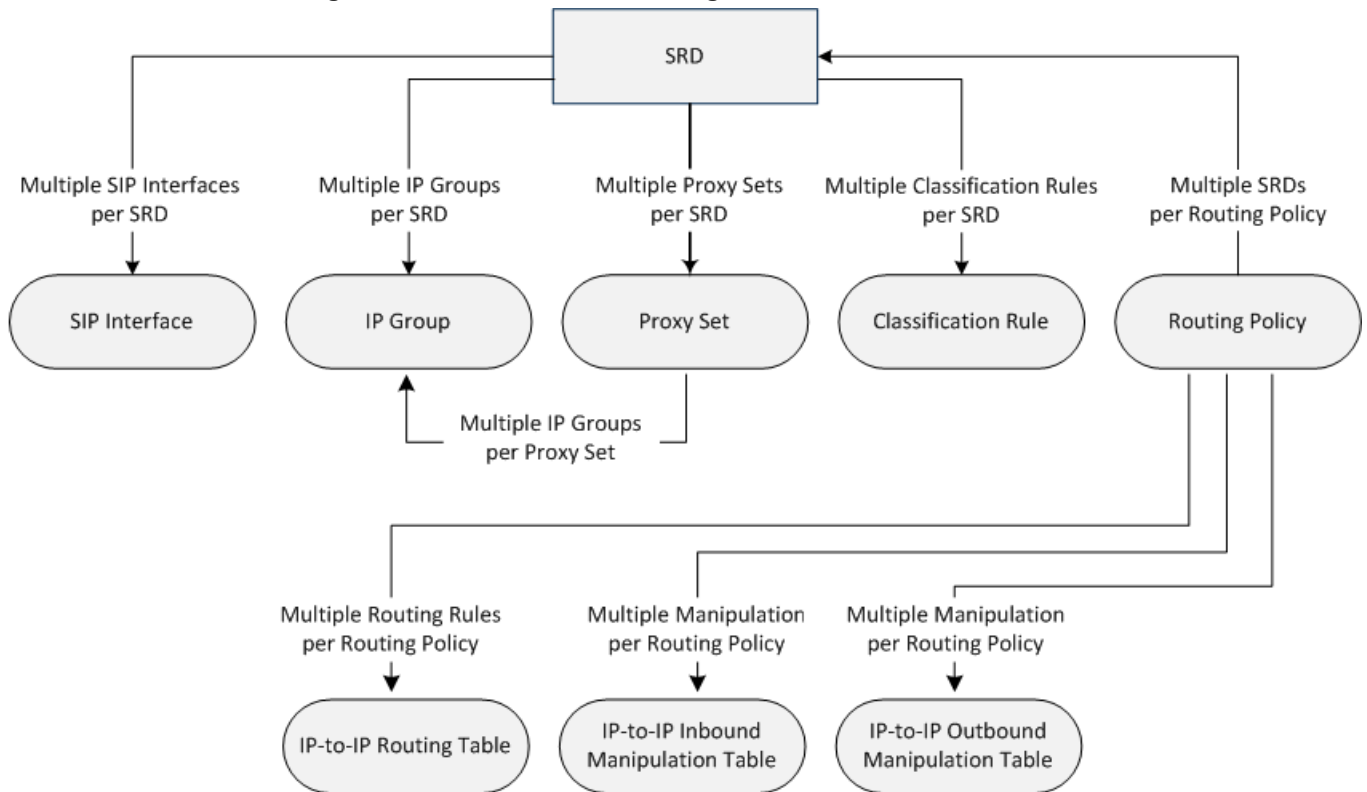 SRD
Multiple SIP Interfaces
per SRD
Multiple IP Groups
per SRD
Multiple Proxy Sets
per SRD
Multiple Classification Rules
per SRD
Multiple SRDs
per Routing Policy
SIP Interface
IP Group
Proxy Set
Classification Rule
Routing Policy
Multiple IP Groups
per Proxy Set
Multiple Routing Rules
per Routing Policy
Multiple Manipulation
per Routing Policy
Multiple Manipulation
per Routing Policy
IP-to-IP Routing Table
IP-to-IP Inbound
Manipulation Table
IP-to-IP Outbound
Manipulation Table